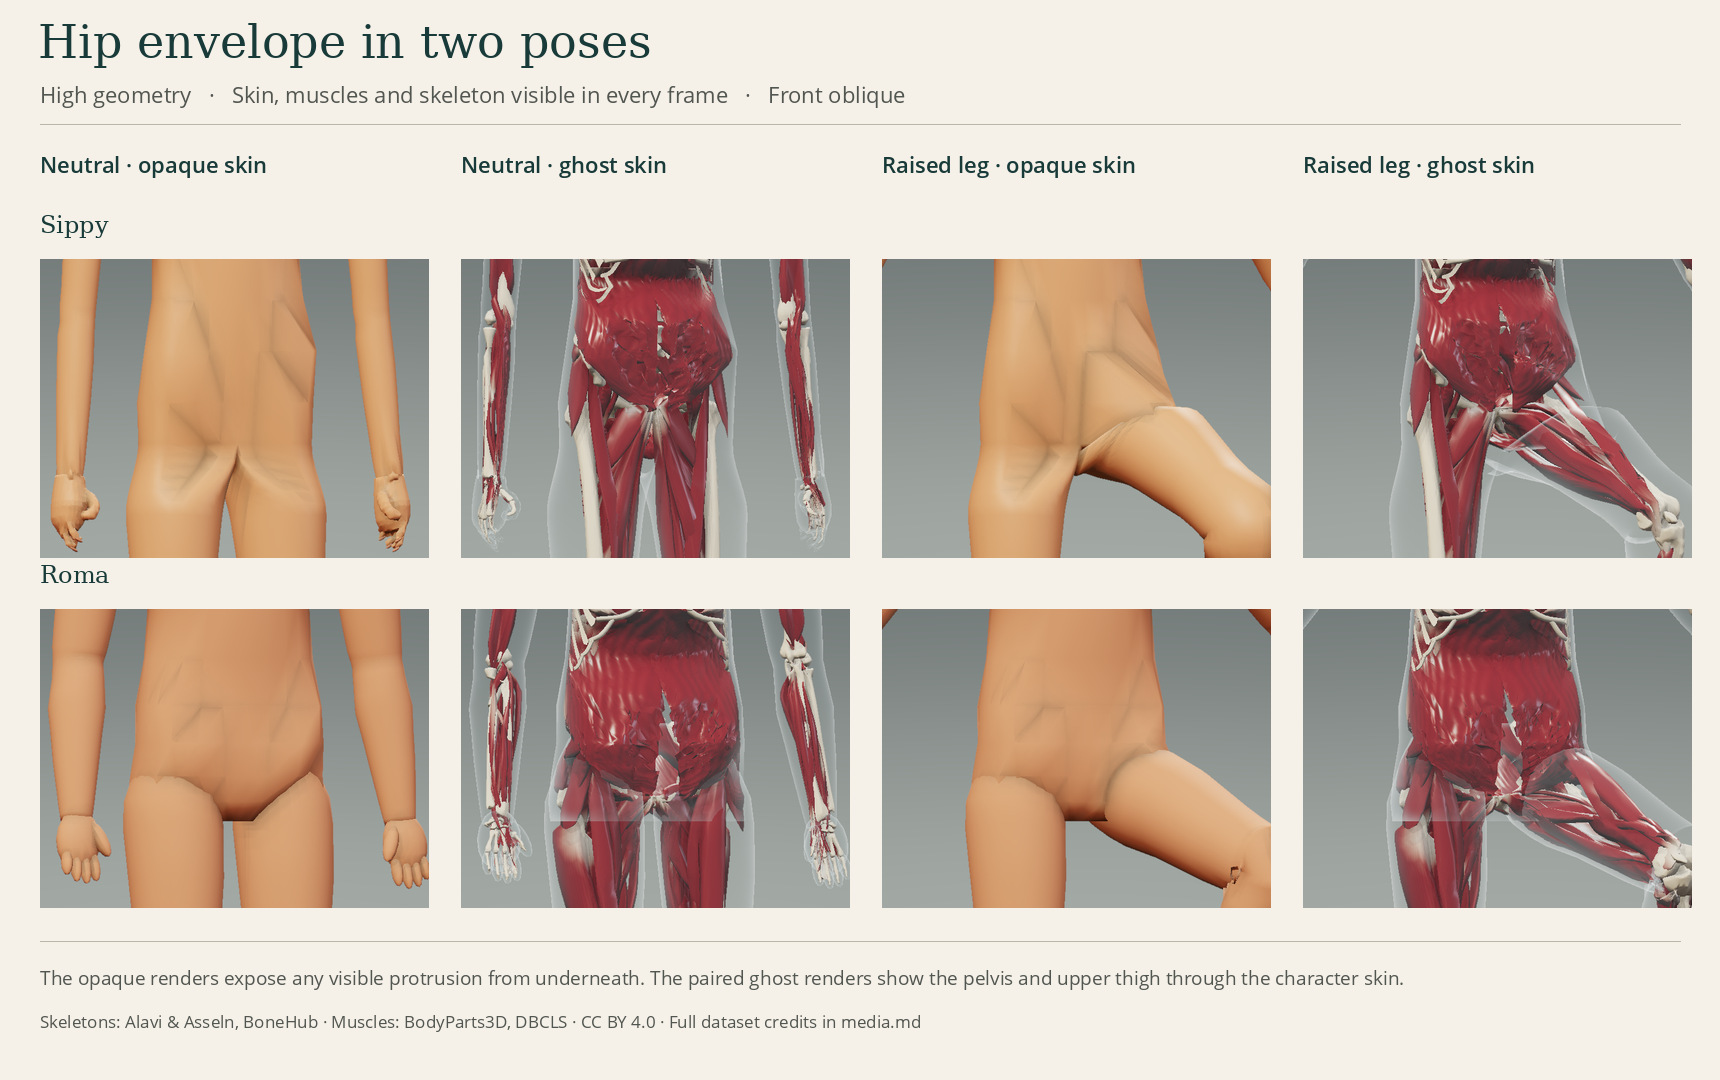 Hip envelope in two poses
High geometry · Skin, muscles and skeleton visible in every frame · Front oblique
Neutral · opaque skin
Neutral · ghost skin
Raised leg · opaque skin
Raised leg · ghost skin
Sippy
Roma
The opaque renders expose any visible protrusion from underneath. The paired ghost renders show the pelvis and upper thigh through the character skin.
Skeletons: Alavi & Asseln, BoneHub · Muscles: BodyParts3D, DBCLS · CC BY 4.0 · Full dataset credits in media.md